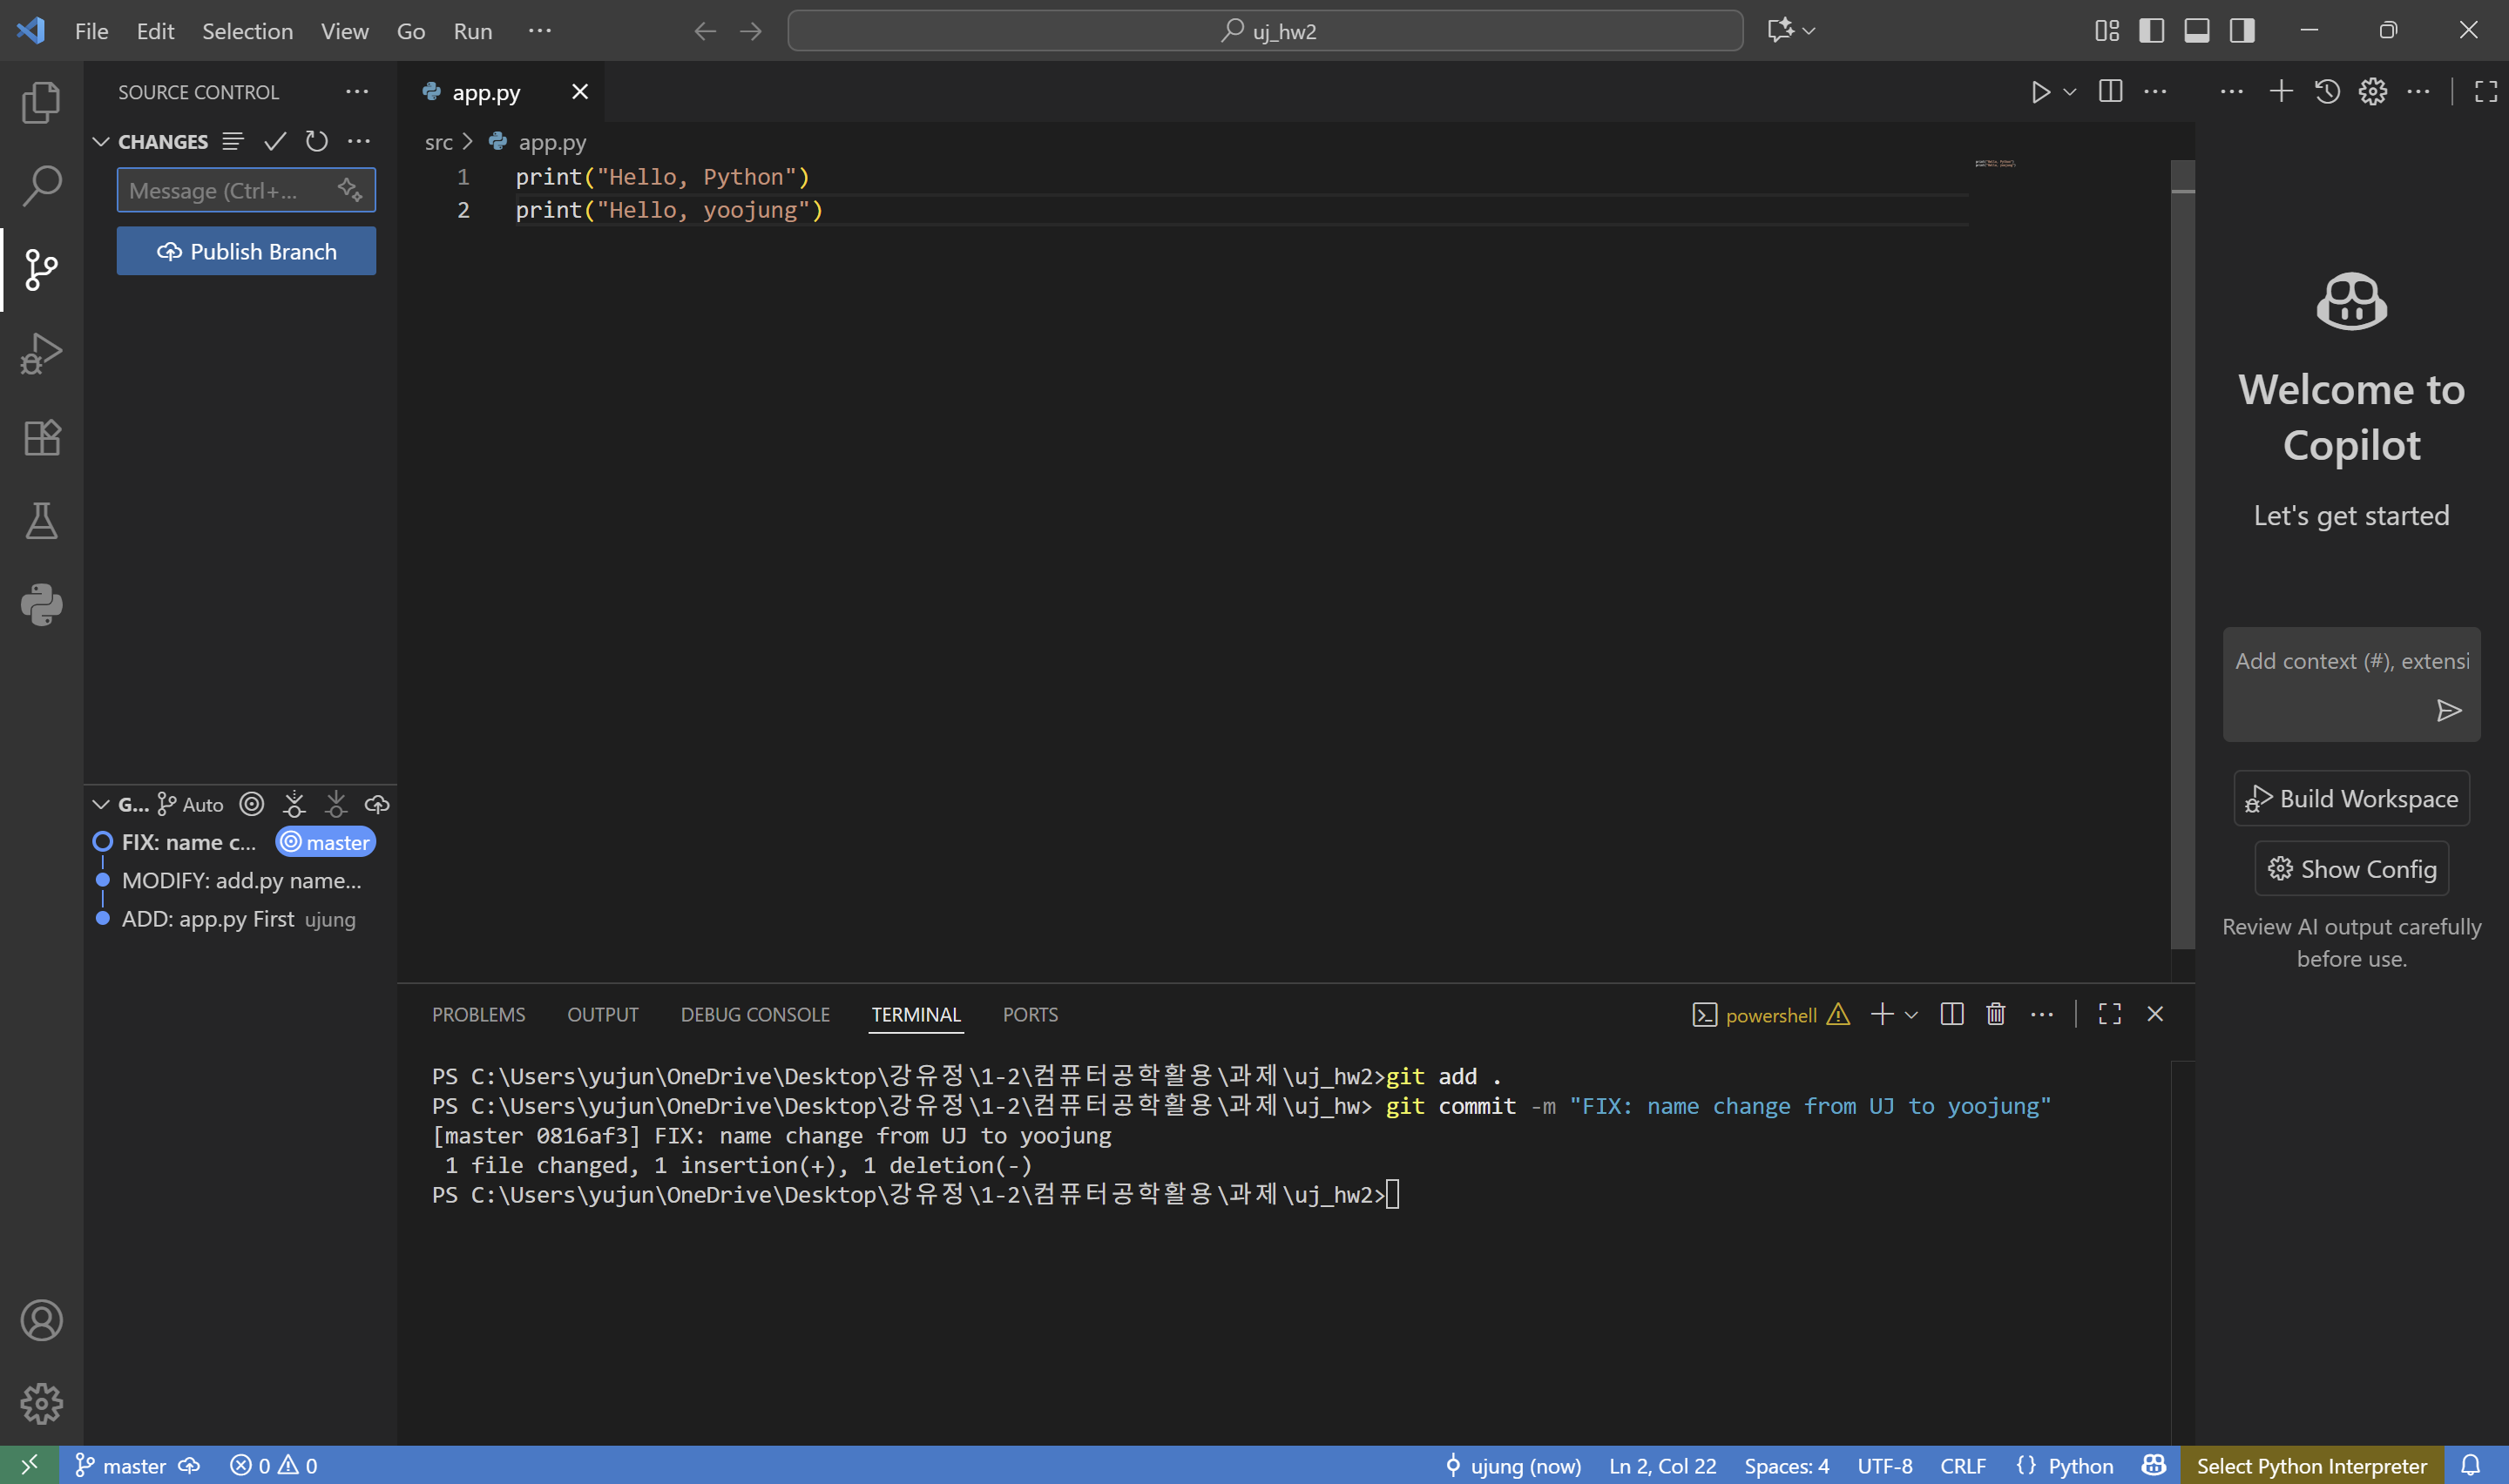 File Edit Selection View Go Run ...
uj_hw2
SOURCE CONTROL
CHANGES
Message (Ctrl+...
Publish Branch
G... Auto
FIX: name c... master
MODIFY: add.py name...
ADD: app.py First ujung
app.py
src > app.py
1 print("Hello, Python")
2 print("Hello, yoojung")
PROBLEMS OUTPUT DEBUG CONSOLE TERMINAL PORTS
powershell
PS C:\Users\yujun\OneDrive\Desktop\강유정\1-2\컴퓨터공학활용\과제\uj_hw2>git add .
PS C:\Users\yujun\OneDrive\Desktop\강유정\1-2\컴퓨터공학활용\과제\uj_hw> git commit -m "FIX: name change from UJ to yoojung"
[master 0816af3] FIX: name change from UJ to yoojung
1 file changed, 1 insertion(+), 1 deletion(-)
PS C:\Users\yujun\OneDrive\Desktop\강유정\1-2\컴퓨터공학활용\과제\uj_hw2>
Welcome to
Copilot
Let's get started
Add context (#), extensi
Build Workspace
Show Config
Review AI output carefully
before use.
master 0 0 ujung (now) Ln 2, Col 22 Spaces: 4 UTF-8 CRLF {} Python Select Python Interpreter